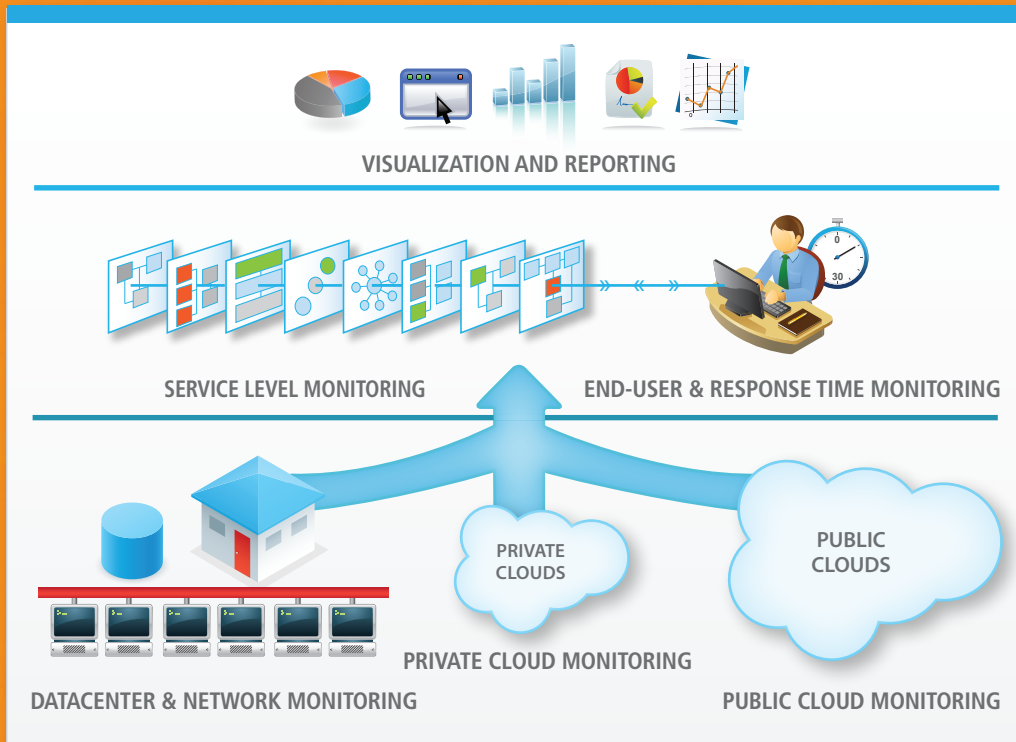 VISUALIZATION AND REPORTING
0
30
SERVICE LEVEL MONITORING
END-USER & RESPONSE TIME MONITORING
PRIVATE
CLOUDS
PUBLIC
CLOUDS
PRIVATE CLOUD MONITORING
DATACENTER & NETWORK MONITORING
PUBLIC CLOUD MONITORING